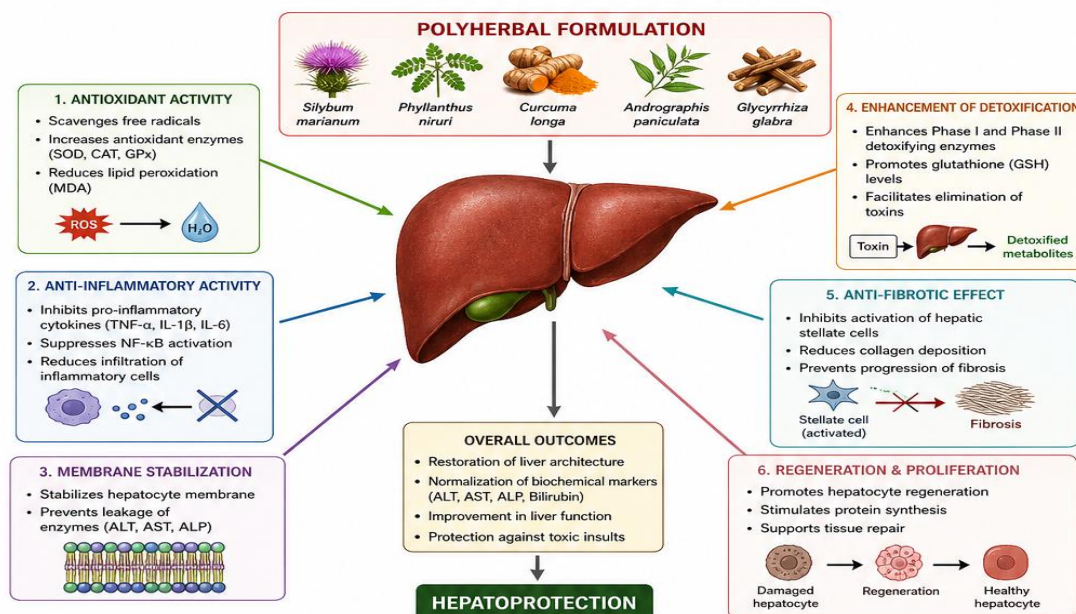 POLYHERBAL FORMULATION
Silybum
marianum
Phyllanthus
niruri
Curcuma
longa
Andrographis
paniculata
Glycyrrhiza
glabra
1. ANTIOXIDANT ACTIVITY
• Scavenges free radicals
• Increases antioxidant enzymes
(SOD, CAT, GPx)
• Reduces lipid peroxidation
(MDA)
ROS
H₂O
2. ANTI-INFLAMMATORY ACTIVITY
• Inhibits pro-inflammatory
cytokines (TNF-α, IL-1β, IL-6)
• Suppresses NF-κB activation
• Reduces infiltration of
inflammatory cells
3. MEMBRANE STABILIZATION
• Stabilizes hepatocyte membrane
• Prevents leakage of
enzymes (ALT, AST, ALP)
4. ENHANCEMENT OF DETOXIFICATION
• Enhances Phase I and Phase II
detoxifying enzymes
• Promotes glutathione (GSH)
levels
• Facilitates elimination of
toxins
Toxin
Detoxified
metabolites
5. ANTI-FIBROTIC EFFECT
• Inhibits activation of hepatic
stellate cells
• Reduces collagen deposition
• Prevents progression of fibrosis
Stellate cell
(activated)
Fibrosis
6. REGENERATION & PROLIFERATION
• Promotes hepatocyte regeneration
• Stimulates protein synthesis
• Supports tissue repair
Damaged
hepatocyte
Regeneration
Healthy
hepatocyte
OVERALL OUTCOMES
• Restoration of liver architecture
• Normalization of biochemical markers
(ALT, AST, ALP, Bilirubin)
• Improvement in liver function
• Protection against toxic insults
HEPATOPROTECTION